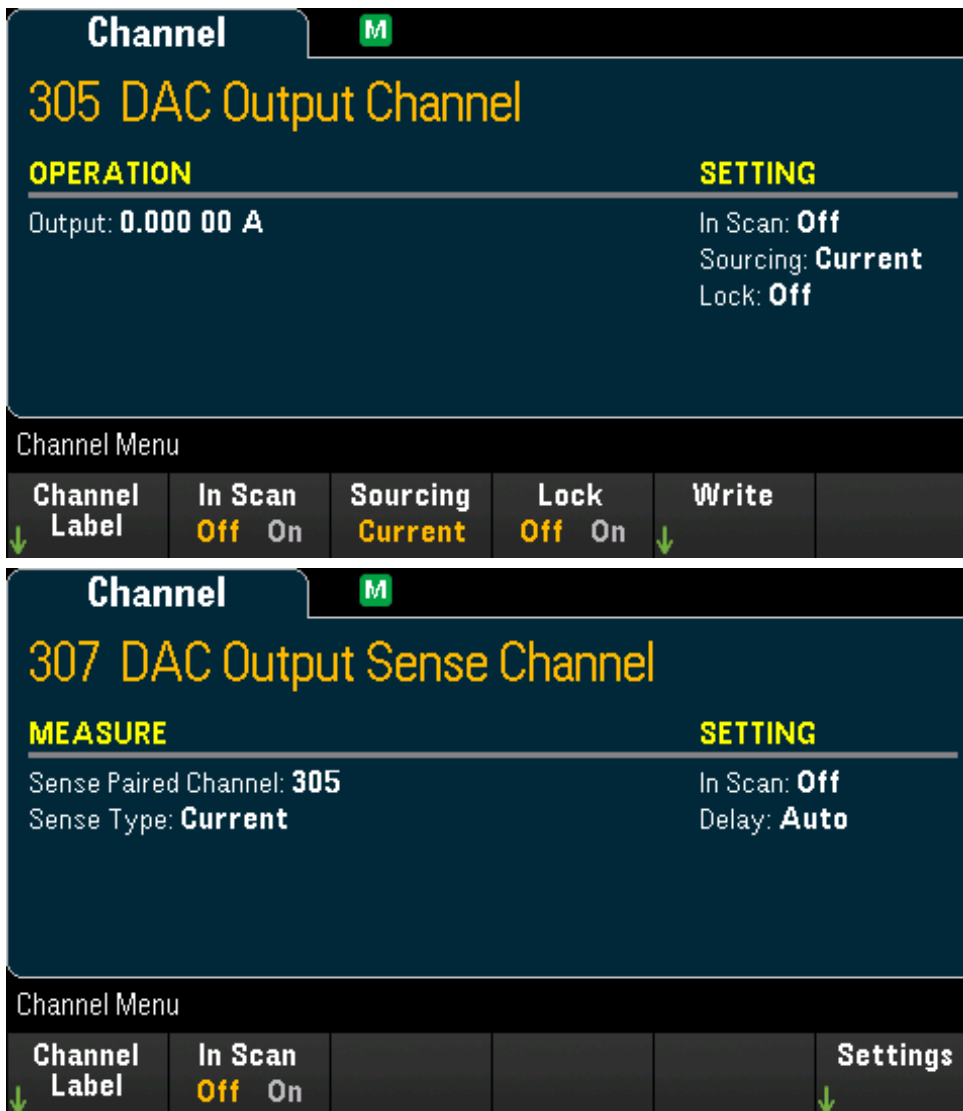 Channel M
305 DAC Output Channel
OPERATION SETTING
Output: 0.000 00 A In Scan: Off
Sourcing: Current
Lock: Off
Channel Menu
Channel In Scan Sourcing Lock Write
Label Off On Current Off On
Channel M
307 DAC Output Sense Channel
MEASURE SETTING
Sense Paired Channel: 305 In Scan: Off
Sense Type: Current Delay: Auto
Channel Menu
Channel In Scan Settings
Label Off On